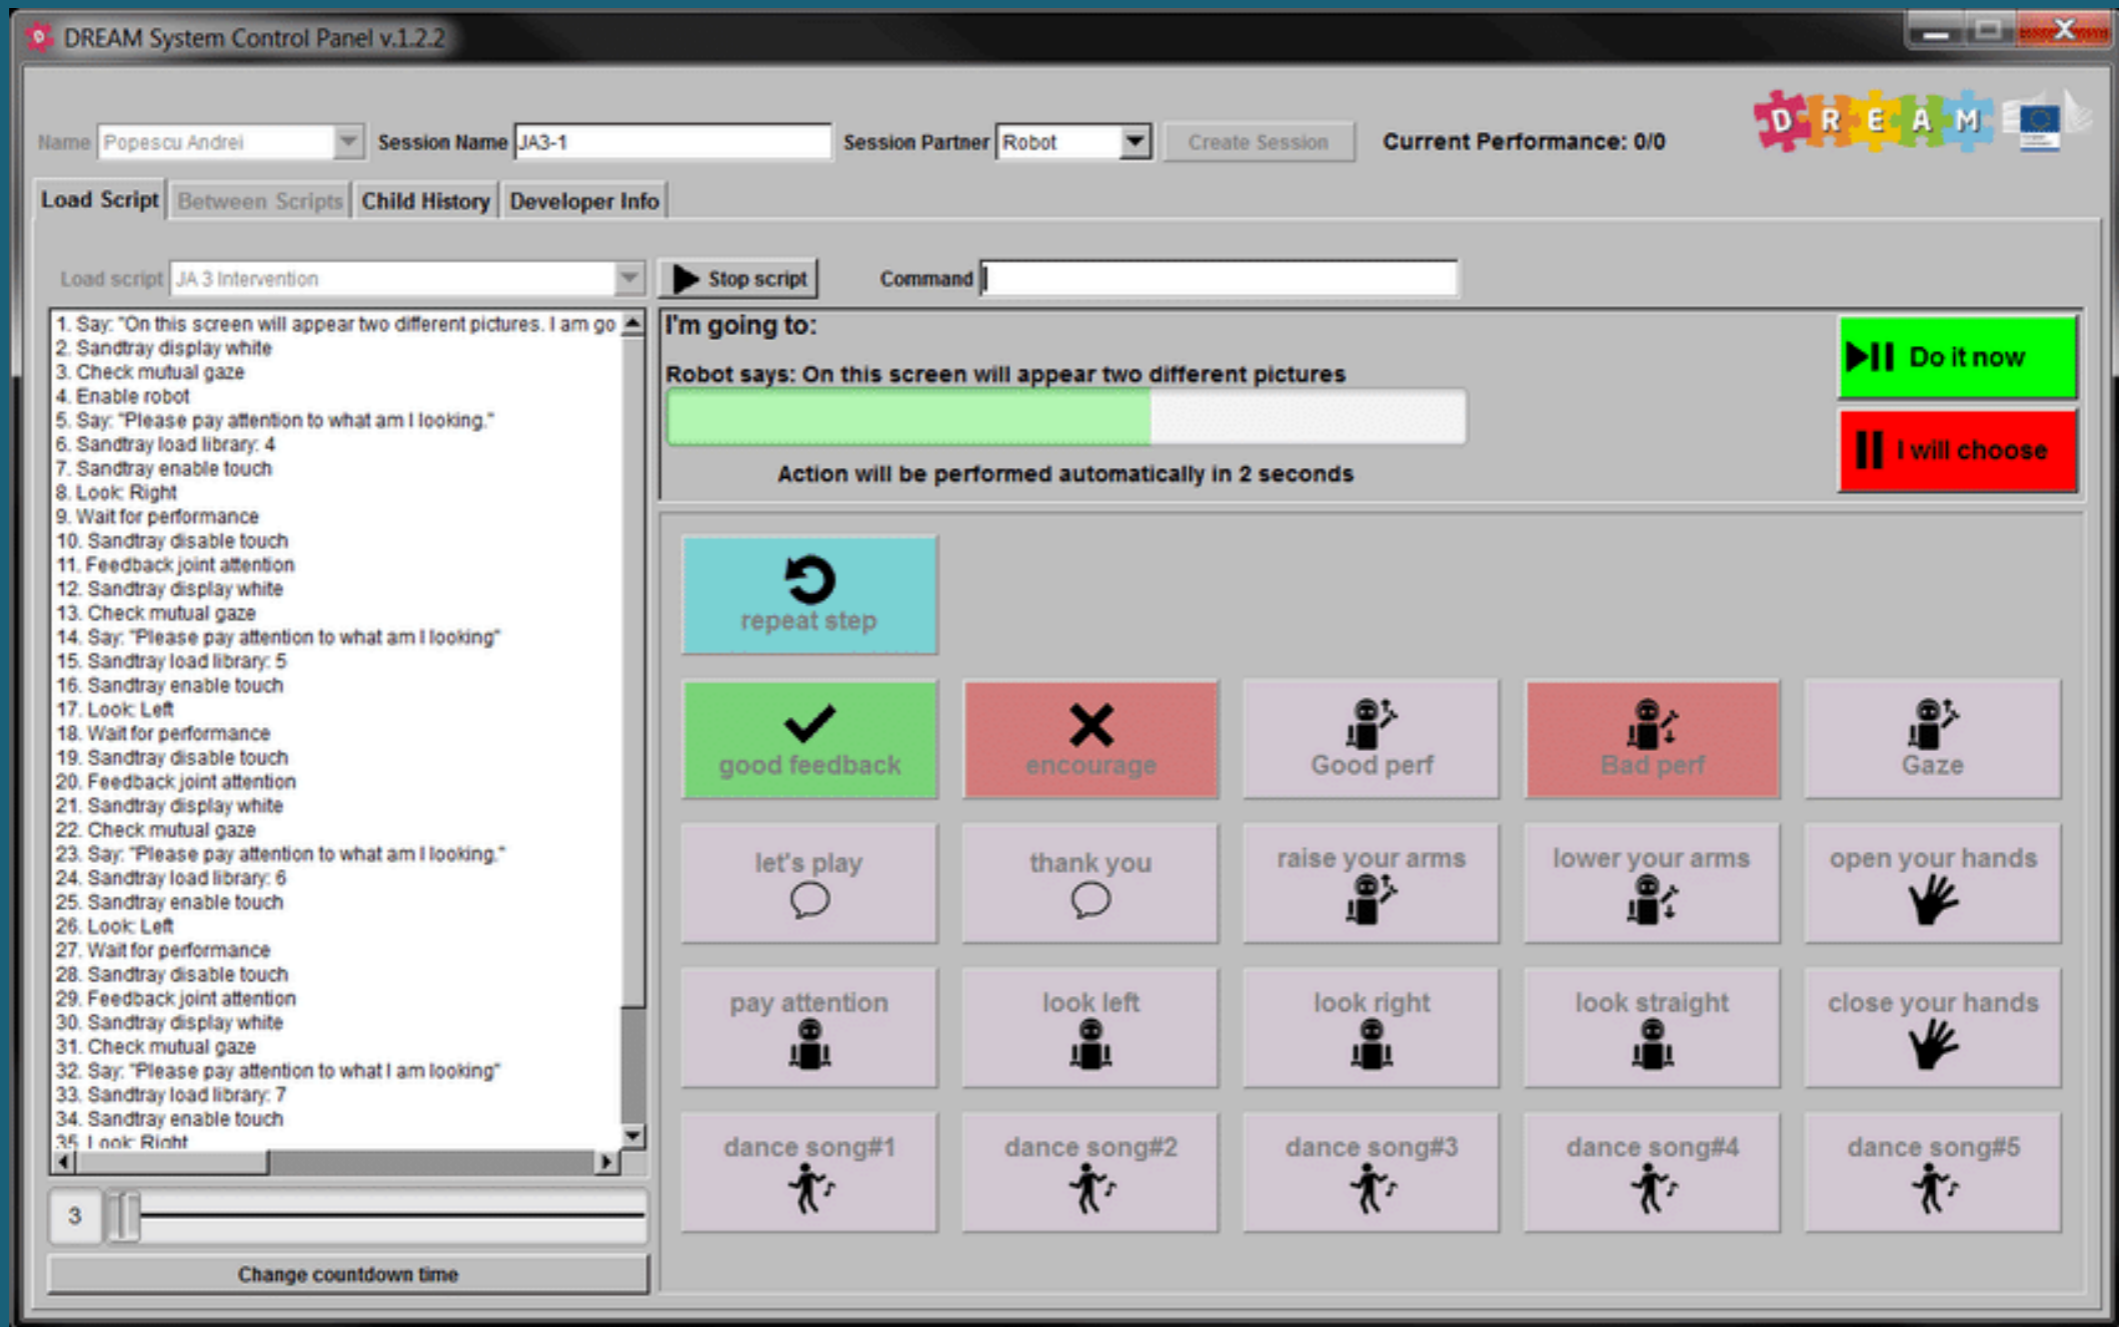 DREAM System Control Panel v.1.2.2
Name Popescu Andrei Session Name JA3-1 Session Partner Robot Create Session Current Performance: 0/0
DREAM
Load Script Between Scripts Child History Developer Info
Load script JA 3 Intervention Stop script Command
1. Say: "On this screen will appear two different pictures. I am go
2. Sandtray display white
3. Check mutual gaze
4. Enable robot
5. Say: "Please pay attention to what am I looking."
6. Sandtray load library: 4
7. Sandtray enable touch
8. Look: Right
9. Wait for performance
10. Sandtray disable touch
11. Feedback joint attention
12. Sandtray display white
13. Check mutual gaze
14. Say: "Please pay attention to what am I looking"
15. Sandtray load library: 5
16. Sandtray enable touch
17. Look: Left
18. Wait for performance
19. Sandtray disable touch
20. Feedback joint attention
21. Sandtray display white
22. Check mutual gaze
23. Say: "Please pay attention to what am I looking."
24. Sandtray load library: 6
25. Sandtray enable touch
26. Look: Left
27. Wait for performance
28. Sandtray disable touch
29. Feedback joint attention
30. Sandtray display white
31. Check mutual gaze
32. Say: "Please pay attention to what I am looking"
33. Sandtray load library: 7
34. Sandtray enable touch
35. Look: Right
3
Change countdown time
I'm going to:
Robot says: On this screen will appear two different pictures
Action will be performed automatically in 2 seconds
Do it now
I will choose
repeat step
good feedback encourage Good perf Bad perf Gaze
let's play thank you raise your arms lower your arms open your hands
pay attention look left look right look straight close your hands
dance song#1 dance song#2 dance song#3 dance song#4 dance song#5